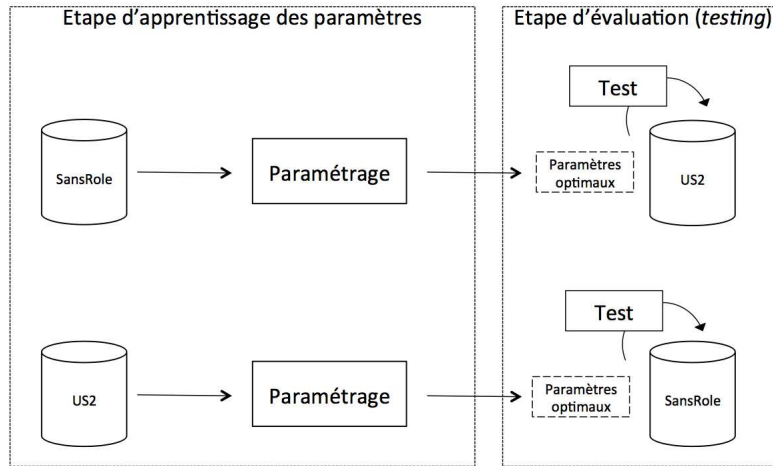 Etape d'apprentissage des paramètres
Etape d'évaluation (testing)
Test
SansRole
Paramétrage
Paramètres
optimaux
US2
Test
US2
Paramétrage
Paramètres
optimaux
SansRole